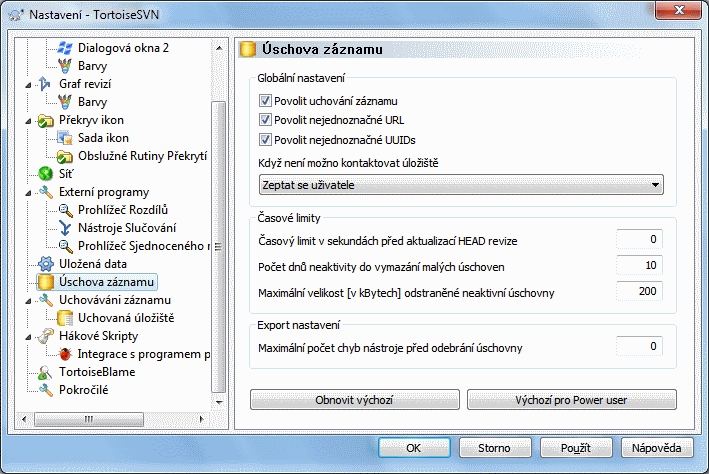 Nastavení - TortoiseSVN
Dialogová okna 2
Barvy
Graf revizí
Barvy
Překryv ikon
Sada ikon
Obslužné Rutiny Překrytí
Síť
Externí programy
Prohlížeč Rozdílů
Nástroje Slučování
Prohlížeč Sjednoceného r
Uložená data
Úschova záznamu
Uchováváni záznamu
Uchovaná úložiště
Hákové Skripty
Integrace s programem p
TortoiseBlame
Pokročilé
Úschova záznamu
Globální nastavení
Povolit uchování záznamu
Povolit nejednoznačné URL
Povolit nejednoznačné UUIDs
Když není možno kontaktovat úložiště
Zeptat se uživatele
Časové limity
Časový limit v sekundách před aktualizací HEAD revize 0
Počet dnů neaktivity do vymazání malých úschoven 10
Maximální velikost [v kBytech] odstraněné neaktivní úschovny 200
Export nastavení
Maximální počet chyb nástroje před odebrání úschovny 0
Obnovit výchozí
Výchozí pro Power user
OK
Storno
Použít
Nápověda